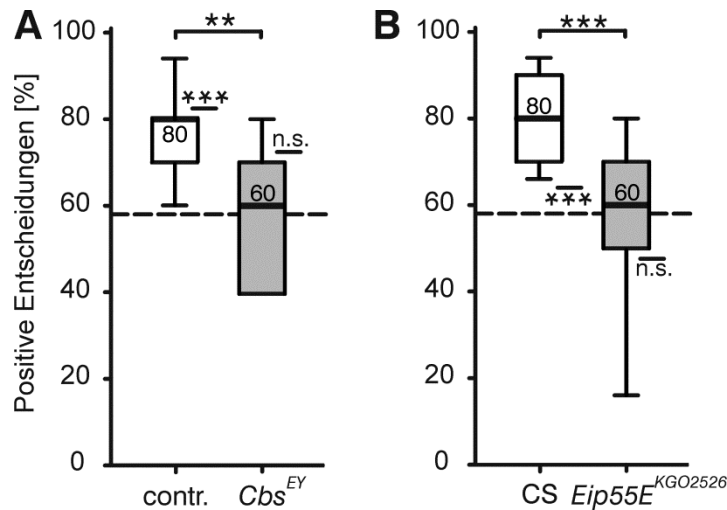 A
Positive Entscheidungen [%]
100
80
60
40
20
0
**
***
80
n.s.
60
contr.
Cbs^EY
B
100
80
60
40
20
0
***
80
***
60
n.s.
CS
Eip55E^KGO2526